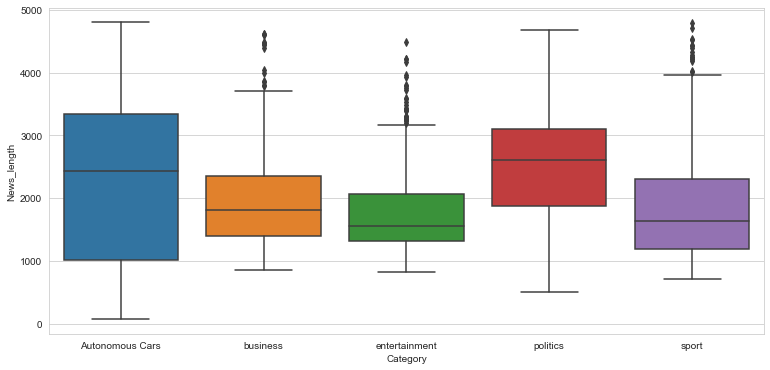 5000
4000
3000
2000
1000
0
News_length
Autonomous Cars business entertainment politics sport
Category